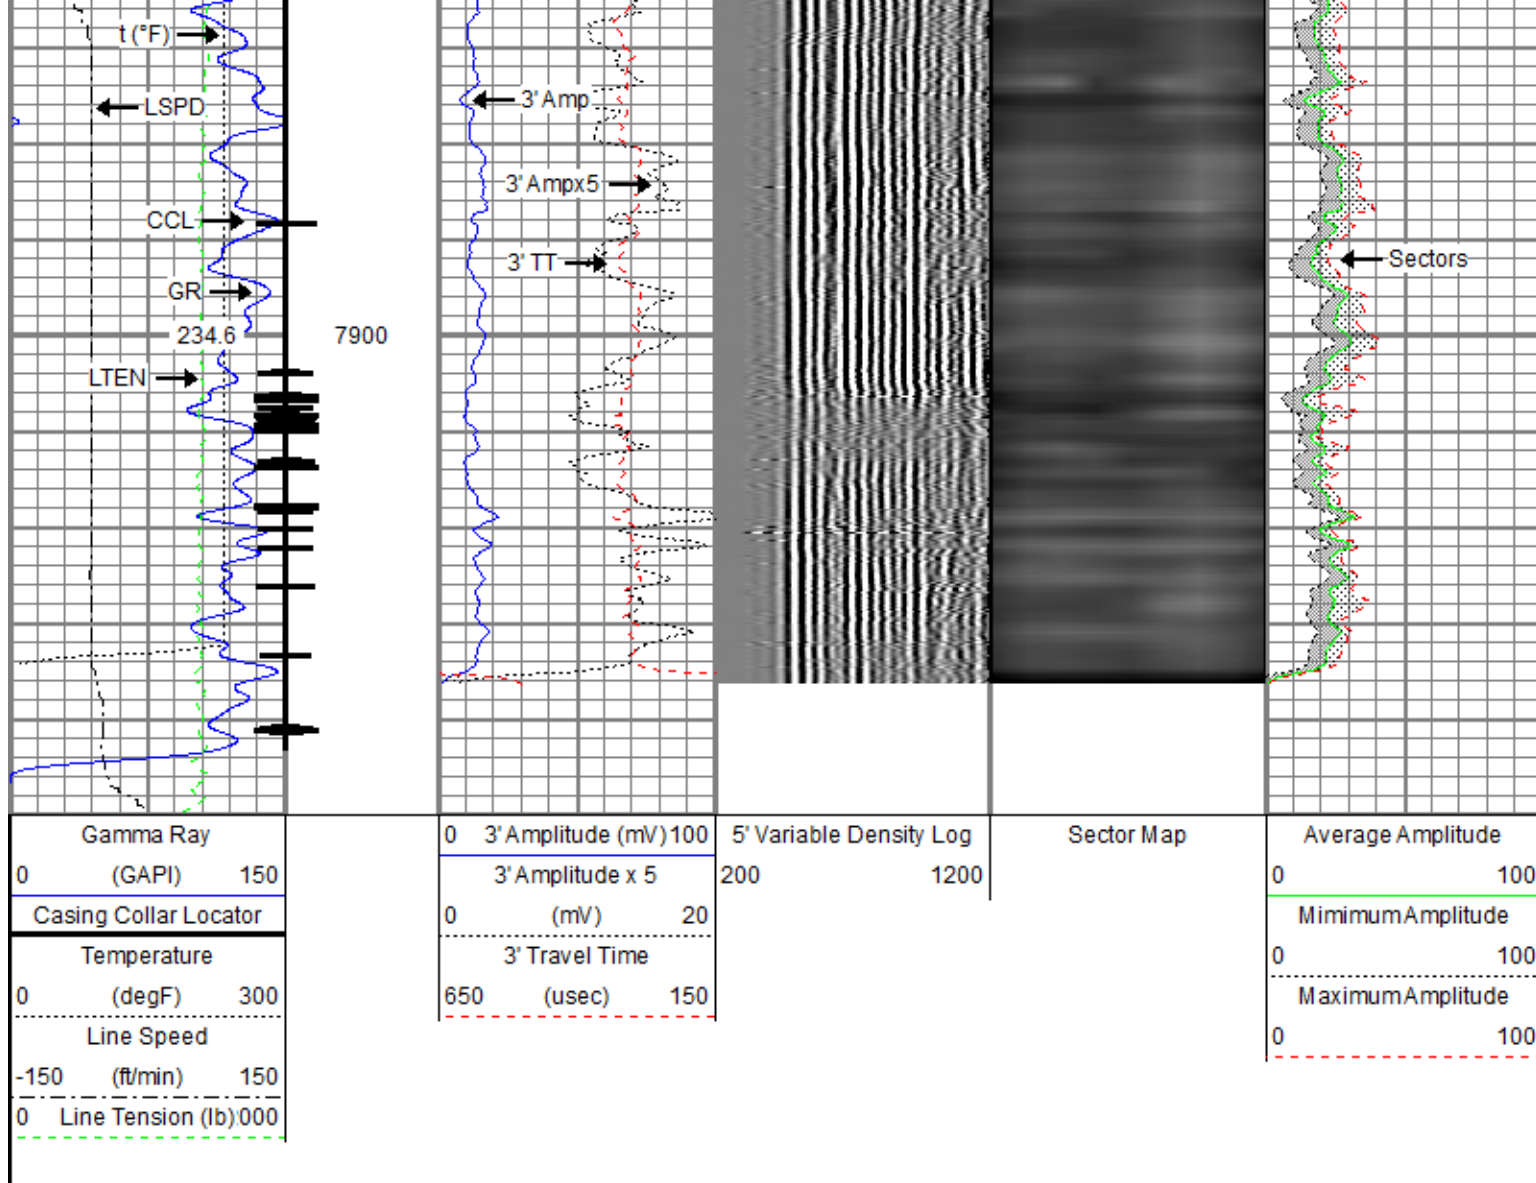 t (°F)
LSPD
3' Amp
3' Ampx5
CCL
3' TT
Sectors
GR
234.6
7900
LTEN
Gamma Ray
0 (GAPI) 150
Casing Collar Locator
Temperature
0 (degF) 300
Line Speed
-150 (ft/min) 150
0 Line Tension (lb) 000
0 3' Amplitude (mV) 100
3' Amplitude x 5
0 (mV) 20
3' Travel Time
650 (usec) 150
5' Variable Density Log
200 1200
Sector Map
Average Amplitude
0 100
Mimimum Amplitude
0 100
Maximum Amplitude
0 100